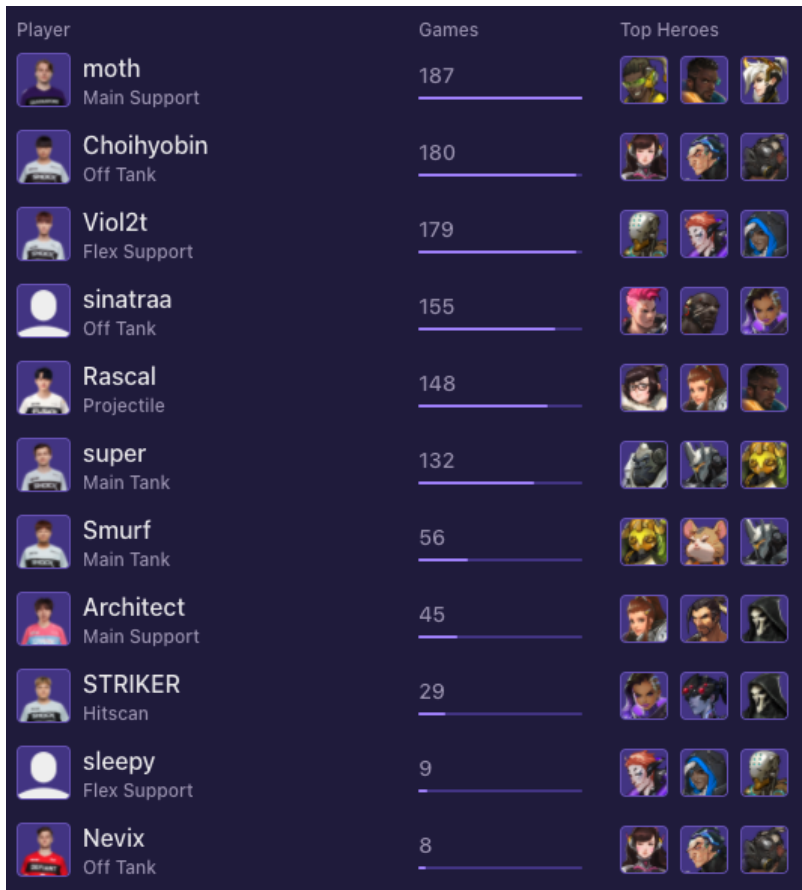 Player Games Top Heroes
moth
Main Support
187
Choihyobin
Off Tank
180
Viol2t
Flex Support
179
sinatraa
Off Tank
155
Rascal
Projectile
148
super
Main Tank
132
Smurf
Main Tank
56
Architect
Main Support
45
STRIKER
Hitscan
29
sleepy
Flex Support
9
Nevix
Off Tank
8